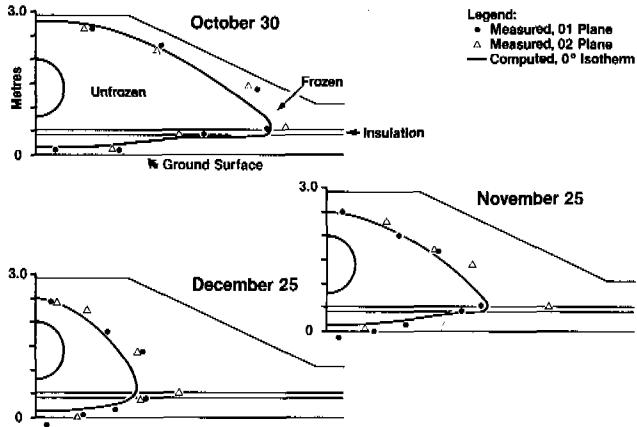 October 30
Legend:
Measured, 01 Plane
Measured, 02 Plane
Computed, 0° Isotherm
3.0
Metres
0
Unfrozen
Frozen
Insulation
Ground Surface
November 25
3.0
0
December 25
3.0
0